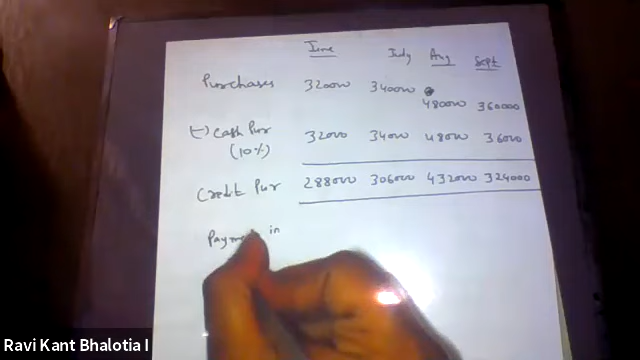 June July Aug Sept
Purchases 320000 340000 480000 360000
(-) Cash Pur 32000 34000 48000 36000
(10%)
Credit Pur 288000 306000 432000 324000
in
Ravi Kant Bhalotia I